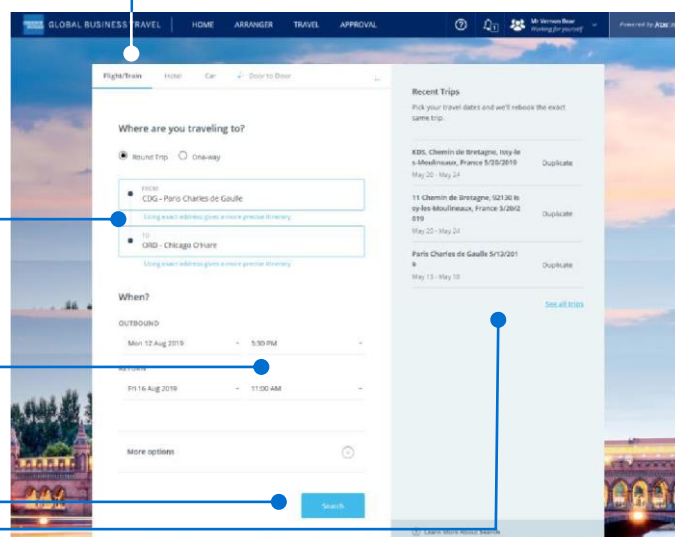 GLOBAL BUSINESS TRAVEL HOME ARRANGER TRAVEL APPROVAL
Mr Vernon Bear
Working for yourself
Powered by
Flight/Train Hotel Car Door to Door
Where are you traveling to?
Round Trip One-way
FROM
CDG - Paris Charles de Gaulle
Using exact address gives a more precise itinerary
TO
ORD - Chicago O'Hare
Using exact address gives a more precise itinerary
When?
OUTBOUND
Mon 12 Aug 2019 5:30 PM
RETURN
Fri 16 Aug 2019 11:00 AM
More options
Search
Recent Trips
Pick your travel dates and we'll rebook the exact
same trip.
KDS, Chemin de Bretagne, Issy-le
s-Moulineaux, France 5/20/2019 Duplicate
May 20 - May 24
11 Chemin de Bretagne, 92130 Is
sy-les-Moulineaux, France 5/20/2
019 Duplicate
May 20 - May 24
Paris Charles de Gaulle 5/13/201
9 Duplicate
May 13 - May
See all trips
Learn More About Search